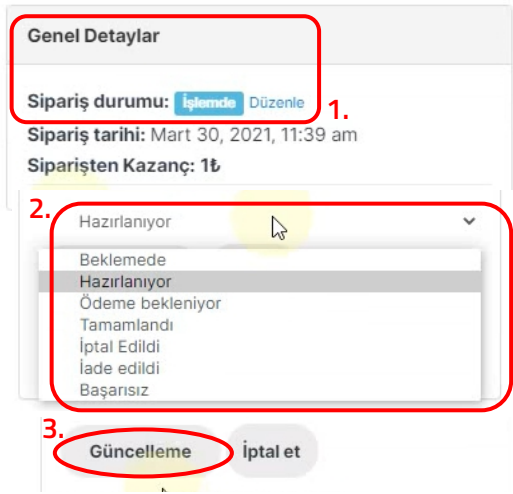 Genel Detaylar
Sipariş durumu: İşlemde Düzenle
1.
Sipariş tarihi: Mart 30, 2021, 11:39 am
Siparişten Kazanç: 1₺
2.
Hazırlanıyor
Beklemede
Hazırlanıyor
Ödeme bekleniyor
Tamamlandı
İptal Edildi
İade edildi
Başarısız
3.
Güncelleme İptal et